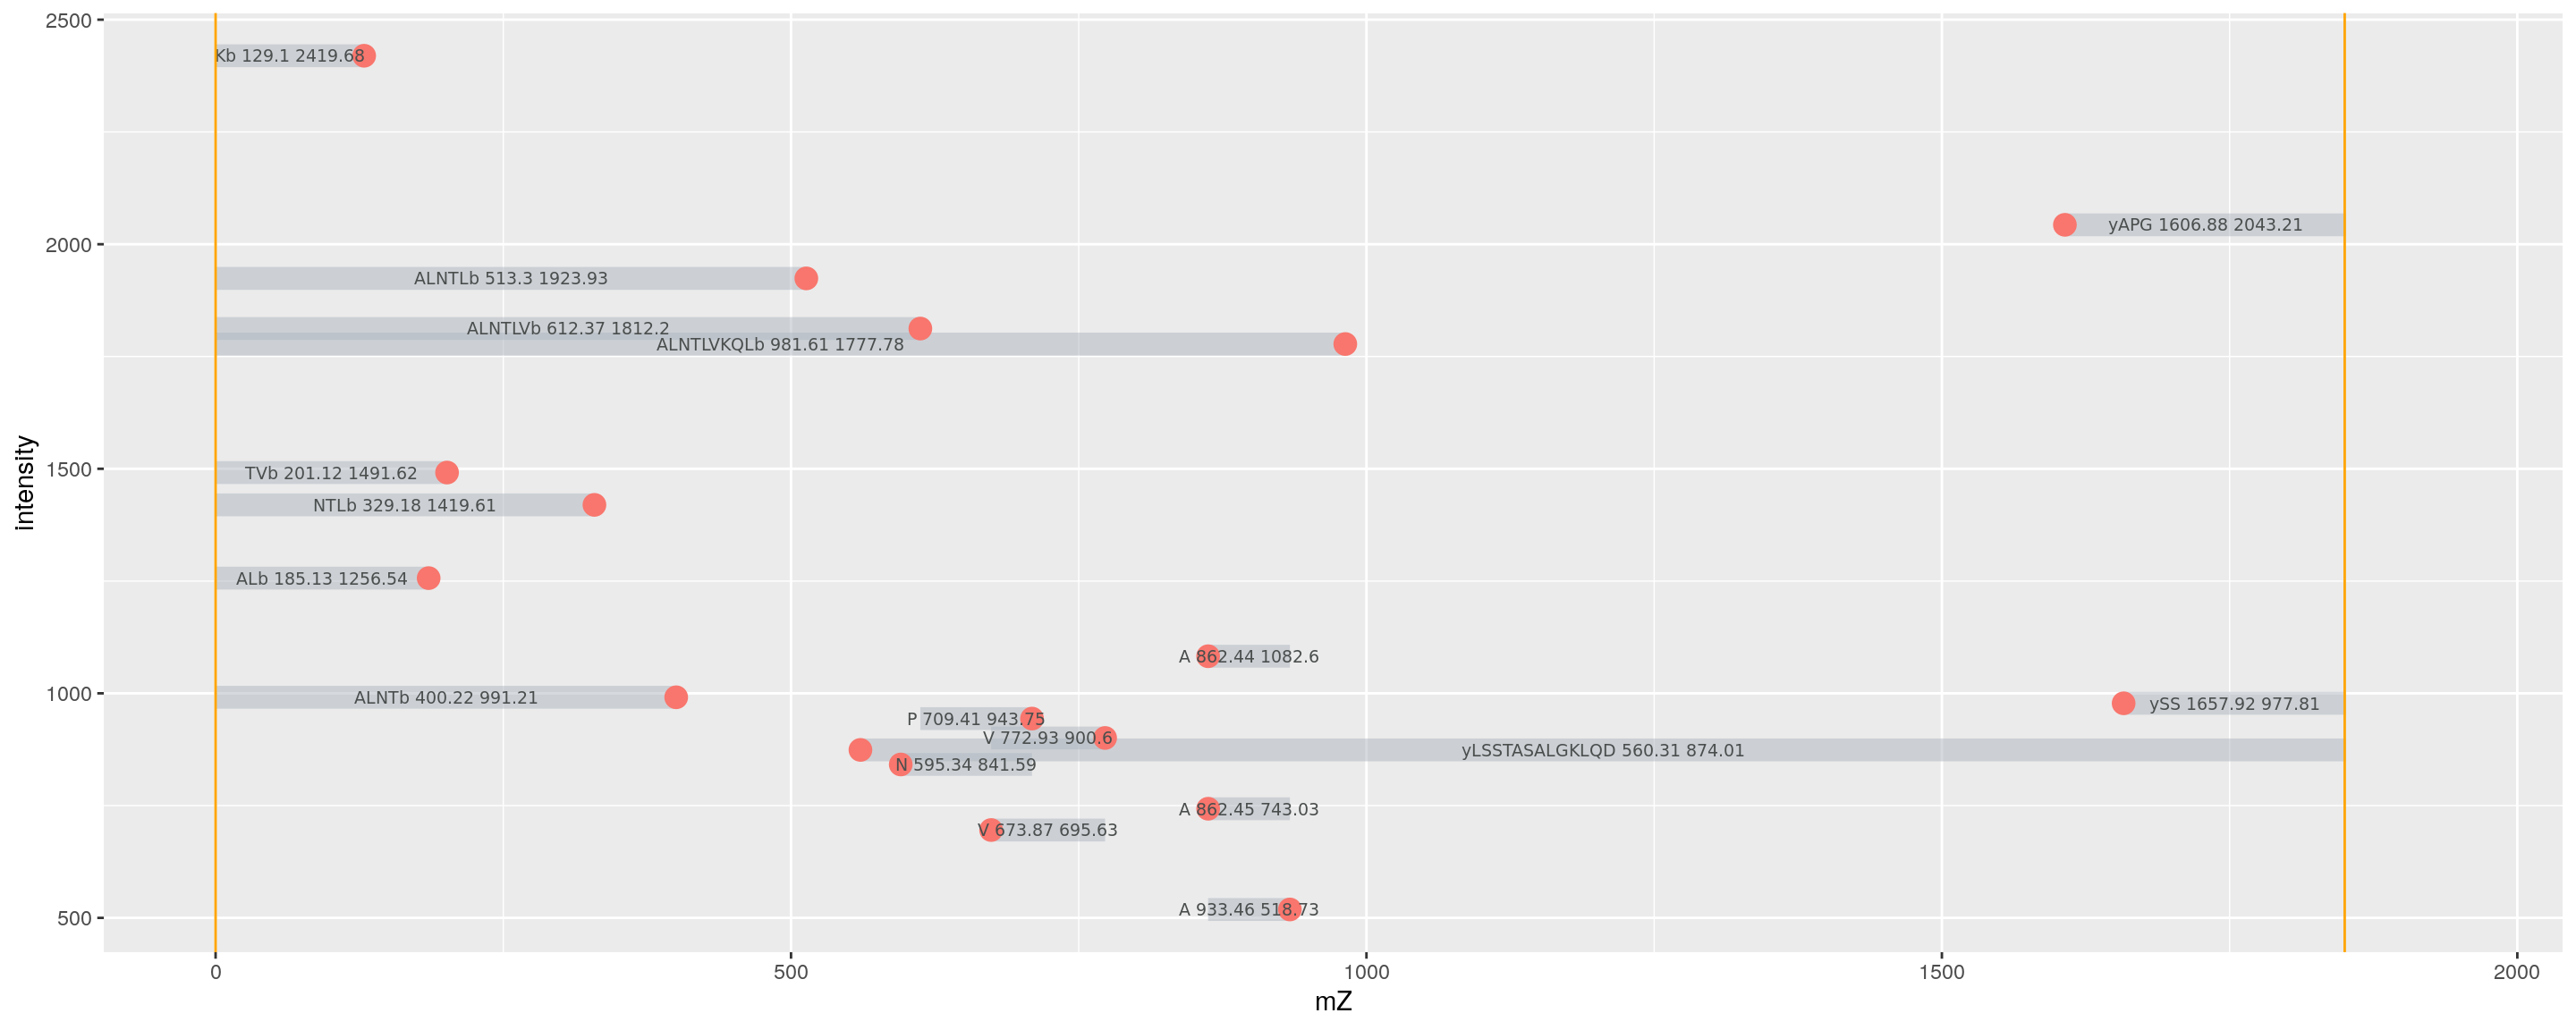 2500
Kb 129.1 2419.68
yAPG 1606.88 2043.21
2000
ALNTLb 513.3 1923.93
ALNTLVb 612.37 1812.2
ALNTLVKQLb 981.61 1777.78
1500
TVb 201.12 1491.62
NTLb 329.18 1419.61
ALb 185.13 1256.54
A 862.44 1082.6
1000
ALNTb 400.22 991.21
ySS 1657.92 977.81
P 709.41 943.75
V 772.93 900.6
yLSSTASALGKLQD 560.31 874.01
N 595.34 841.59
A 862.45 743.03
V 673.87 695.63
A 933.46 518.73
500
intensity
0 500 1000 1500 2000
mZ